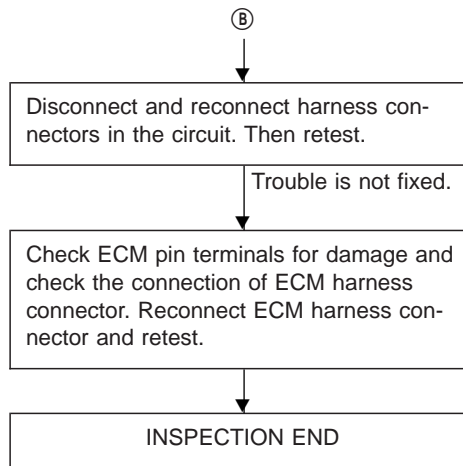 Ⓑ
Disconnect and reconnect harness con-
nectors in the circuit. Then retest.
Trouble is not fixed.
Check ECM pin terminals for damage and
check the connection of ECM harness
connector. Reconnect ECM harness con-
nector and retest.
INSPECTION END